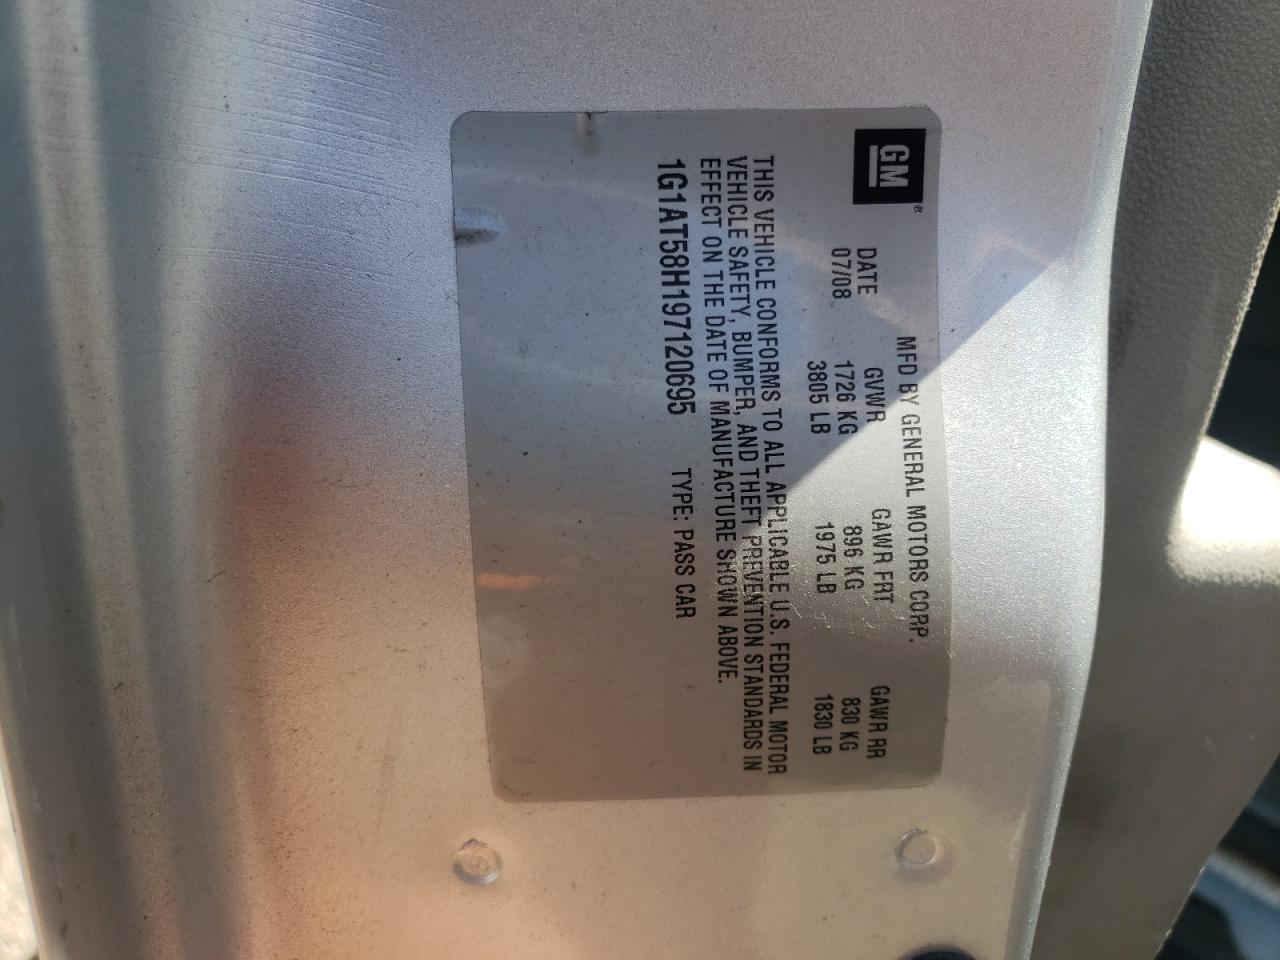 GM®
MFD BY GENERAL MOTORS CORP.
DATE GVWR GAWR FRT GAWR RR
07/08 1726 KG 896 KG 830 KG
3805 LB 1975 LB 1830 LB
THIS VEHICLE CONFORMS TO ALL APPLICABLE U.S. FEDERAL MOTOR
VEHICLE SAFETY, BUMPER, AND THEFT PREVENTION STANDARDS IN
EFFECT ON THE DATE OF MANUFACTURE SHOWN ABOVE.
1G1AT58H197120695 TYPE: PASS CAR